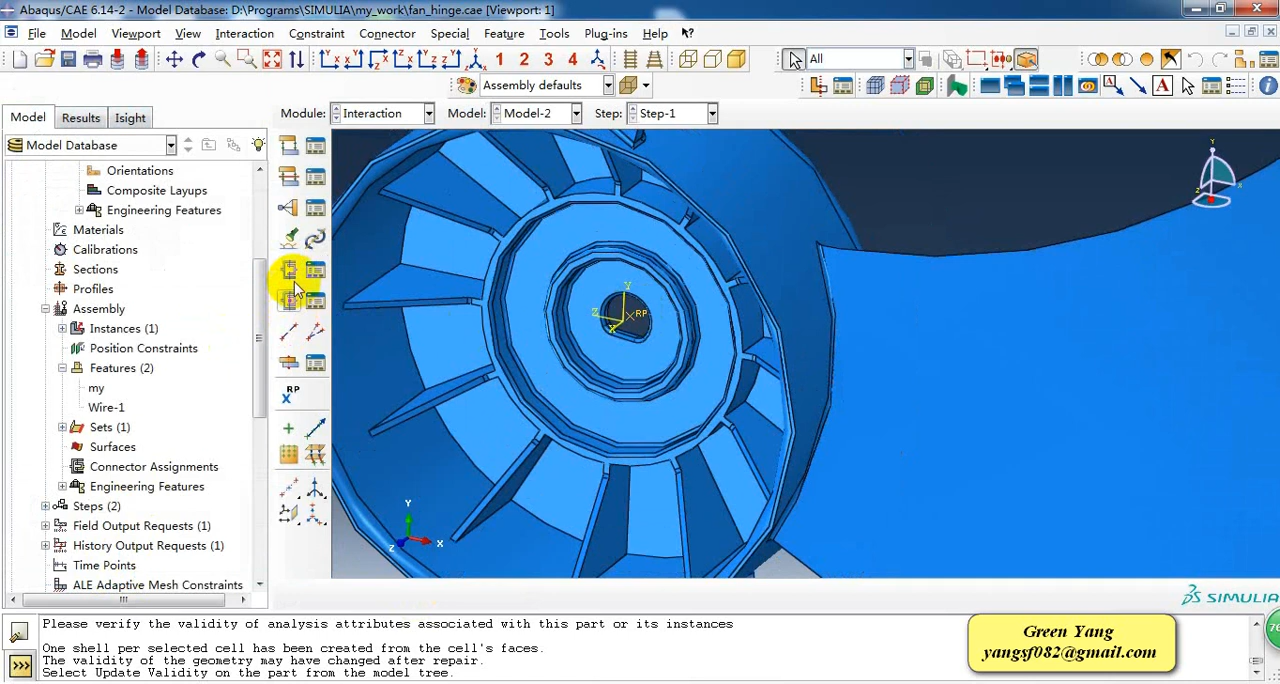 Abaqus/CAE 6.14-2 - Model Database: D:\Programs\SIMULIA\my_work\fan_hinge.cae [Viewport: 1]
File Model Viewport View Interaction Constraint Connector Special Feature Tools Plug-ins Help
1 2 3 4 All
Assembly defaults
A
Model Results Isight Module: Interaction Model: Model-2 Step: Step-1
Model Database
Orientations
Composite Layups
Engineering Features
Materials
Calibrations
Sections
Profiles
Assembly
Instances (1)
Position Constraints
Features (2)
my
Wire-1
Sets (1)
Surfaces
Connector Assignments
Engineering Features
Steps (2)
Field Output Requests (1)
History Output Requests (1)
Time Points
ALE Adaptive Mesh Constraints
RP
X
Y
Z
X
RP
Y
X
Z
Y
Z
X
SIMULIA
Please verify the validity of analysis attributes associated with this part or its instances
One shell per selected cell has been created from the cell's faces.
The validity of the geometry may have changed after repair.
Select Update Validity on the part from the model tree.
Green Yang
yangsf082@gmail.com